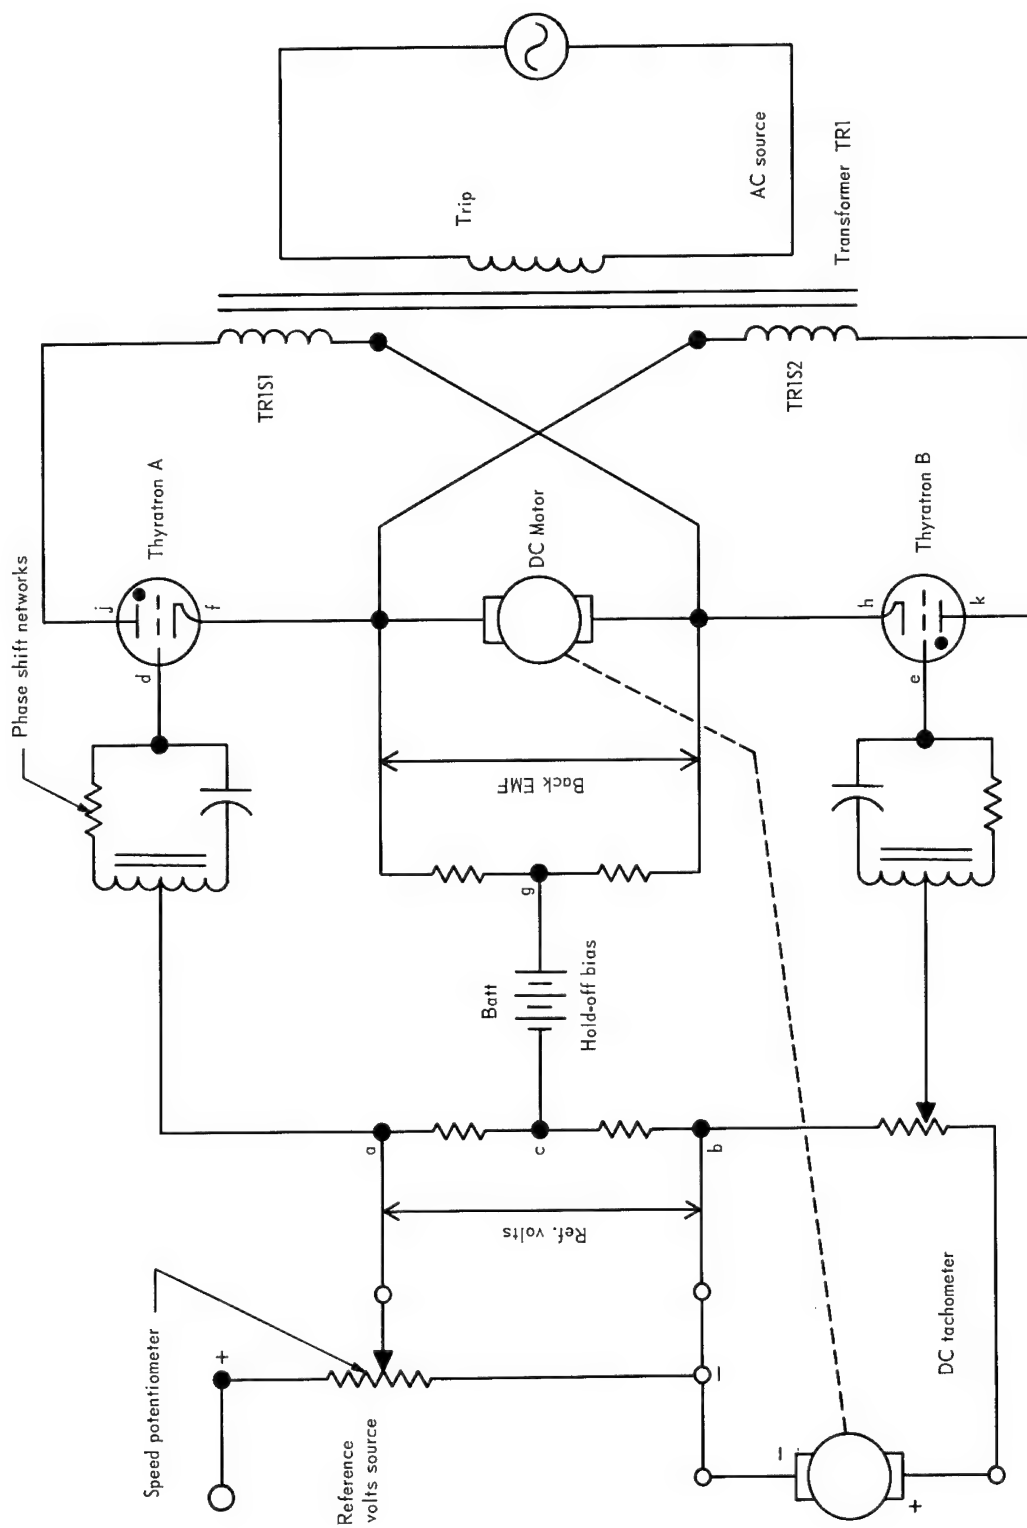 Phase shift networks
Thyratron A
j
d
f
TR1S1
Trip
AC source
Transformer TR1
TR1S2
DC Motor
Back EMF
Thyratron B
h
k
e
g
Batt
Hold-off bias
a
c
b
Ref. volts
Speed potentiometer
+
Reference
volts source
–
DC tachometer
–
+